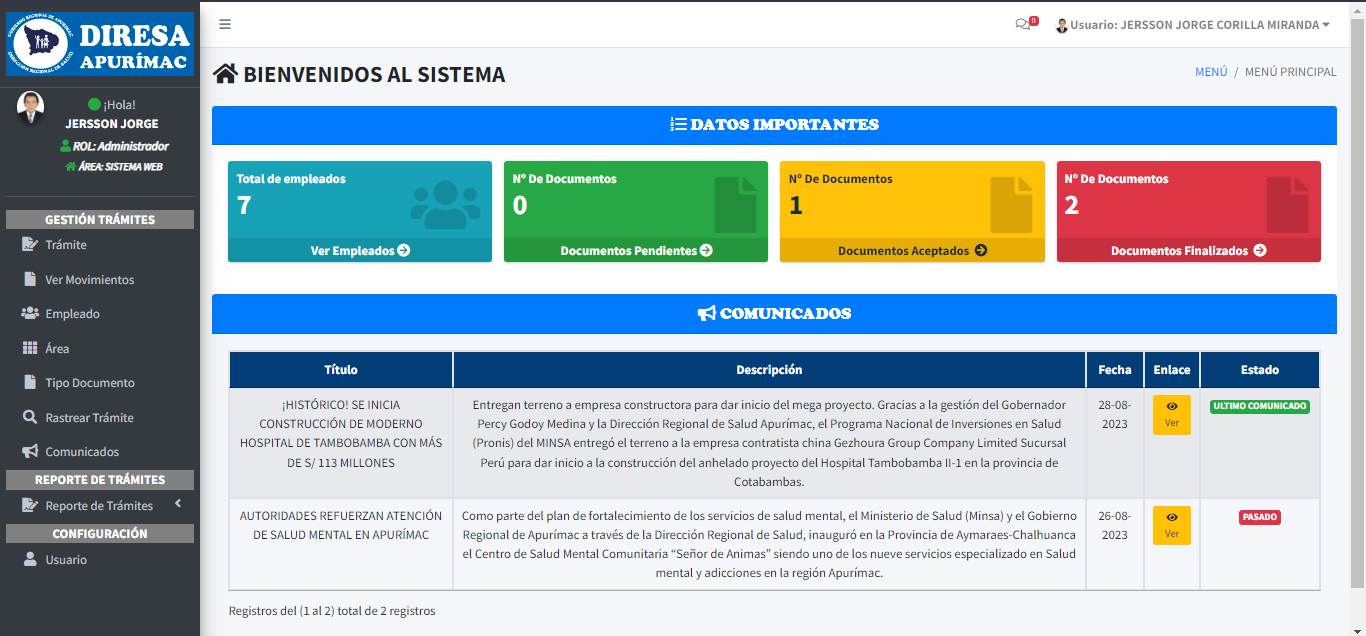 GOBIERNO REGIONAL DE APURÍMAC
DIRECCIÓN REGIONAL DE SALUD
DIRESA
APURÍMAC
¡Hola!
JERSSON JORGE
ROL: Administrador
ÁREA: SISTEMA WEB
GESTIÓN TRÁMITES
Trámite
Ver Movimientos
Empleado
Área
Tipo Documento
Rastrear Trámite
Comunicados
REPORTE DE TRÁMITES
Reporte de Trámites
CONFIGURACIÓN
Usuario
0
Usuario: JERSSON JORGE CORILLA MIRANDA
BIENVENIDOS AL SISTEMA
MENÚ / MENÚ PRINCIPAL
DATOS IMPORTANTES
Total de empleados
7
Ver Empleados
Nº De Documentos
0
Documentos Pendientes
Nº De Documentos
1
Documentos Aceptados
Nº De Documentos
2
Documentos Finalizados
COMUNICADOS
Título Descripción Fecha Enlace Estado
¡HISTÓRICO! SE INICIA
CONSTRUCCIÓN DE MODERNO
HOSPITAL DE TAMBOBAMBA CON MÁS
DE S/ 113 MILLONES
Entregan terreno a empresa constructora para dar inicio del mega proyecto. Gracias a la gestión del Gobernador
Percy Godoy Medina y la Dirección Regional de Salud Apurímac, el Programa Nacional de Inversiones en Salud
(Pronis) del MINSA entregó el terreno a la empresa contratista china Gezhoura Group Company Limited Sucursal
Perú para dar inicio a la construcción del anhelado proyecto del Hospital Tambobamba II-1 en la provincia de
Cotabambas.
28-08-
2023
Ver
ULTIMO COMUNICADO
AUTORIDADES REFUERZAN ATENCIÓN
DE SALUD MENTAL EN APURÍMAC
Como parte del plan de fortalecimiento de los servicios de salud mental, el Ministerio de Salud (Minsa) y el Gobierno
Regional de Apurímac a través de la Dirección Regional de Salud, inauguró en la Provincia de Aymaraes-Chalhuanca
el Centro de Salud Mental Comunitaria “Señor de Animas” siendo uno de los nueve servicios especializado en Salud
mental y adicciones en la región Apurímac.
26-08-
2023
Ver
PASADO
Registros del (1 al 2) total de 2 registros